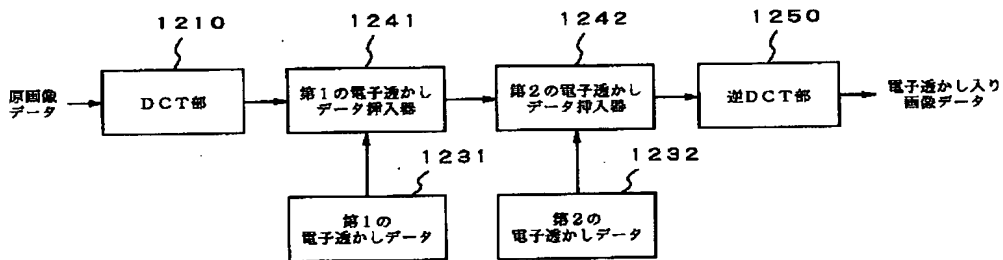 1210
1241
1242
1250
原画像
データ
DCT部
第1の電子透かし
データ挿入器
第2の電子透かし
データ挿入器
逆DCT部
電子透かし入り
画像データ
1231
1232
第1の
電子透かしデータ
第2の
電子透かしデータ